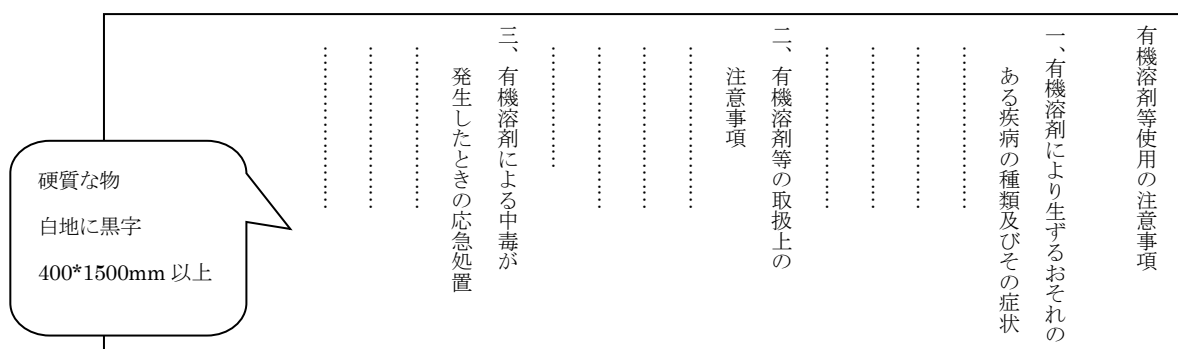 有機溶剤等使用の注意事項
一、有機溶剤により生ずるおそれの
ある疾病の種類及びその症状
……………………
……………………
……………………
……………………
二、有機溶剤等の取扱上の
注意事項
……………………
……………………
……………………
………………
三、有機溶剤による中毒が
発生したときの応急処置
……………………
……………………
……………………
硬質な物
白地に黒字
400*1500mm 以上